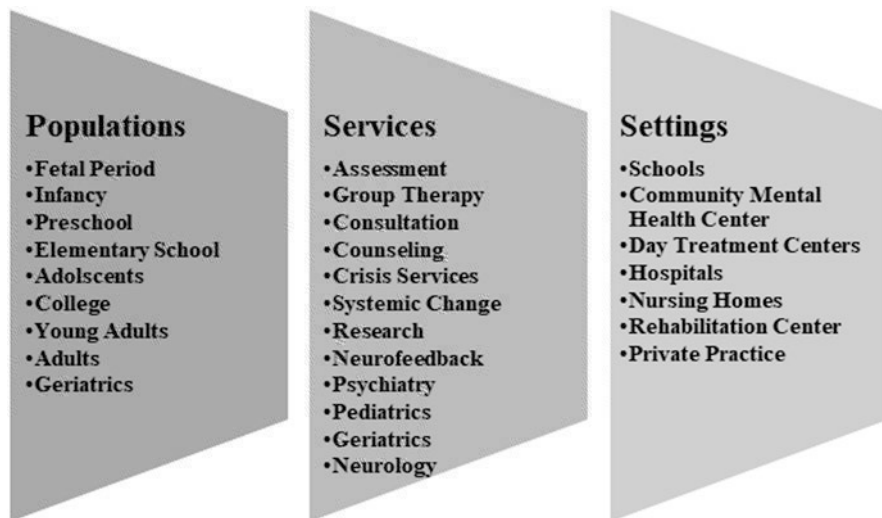 Populations
•Fetal Period
•Infancy
•Preschool
•Elementary School
•Adolscents
•College
•Young Adults
•Adults
•Geriatrics
Services
•Assessment
•Group Therapy
•Consultation
•Counseling
•Crisis Services
•Systemic Change
•Research
•Neurofeedback
•Psychiatry
•Pediatrics
•Geriatrics
•Neurology
Settings
•Schools
•Community Mental
Health Center
•Day Treatment Centers
•Hospitals
•Nursing Homes
•Rehabilitation Center
•Private Practice